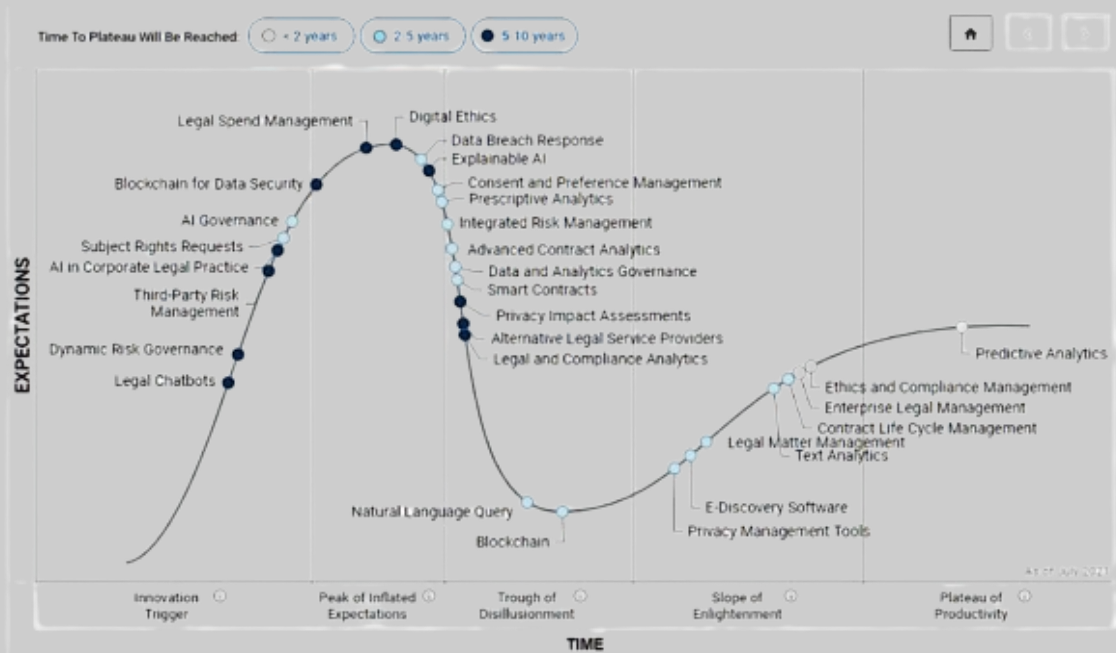 Time To Plateau Will Be Reached:
< 2 years
2-5 years
5-10 years
Legal Spend Management
Digital Ethics
Data Breach Response
Explainable AI
Blockchain for Data Security
Consent and Preference Management
Prescriptive Analytics
AI Governance
Integrated Risk Management
Subject Rights Requests
Advanced Contract Analytics
AI in Corporate Legal Practice
Data and Analytics Governance
Smart Contracts
Third-Party Risk
Management
Privacy Impact Assessments
Alternative Legal Service Providers
Dynamic Risk Governance
Legal and Compliance Analytics
Legal Chatbots
Predictive Analytics
Ethics and Compliance Management
Enterprise Legal Management
Contract Life Cycle Management
Legal Matter Management
Text Analytics
E-Discovery Software
Natural Language Query
Privacy Management Tools
Blockchain
EXPECTATIONS
As of July 2021
Innovation
Trigger
Peak of Inflated
Expectations
Trough of
Disillusionment
Slope of
Enlightenment
Plateau of
Productivity
TIME